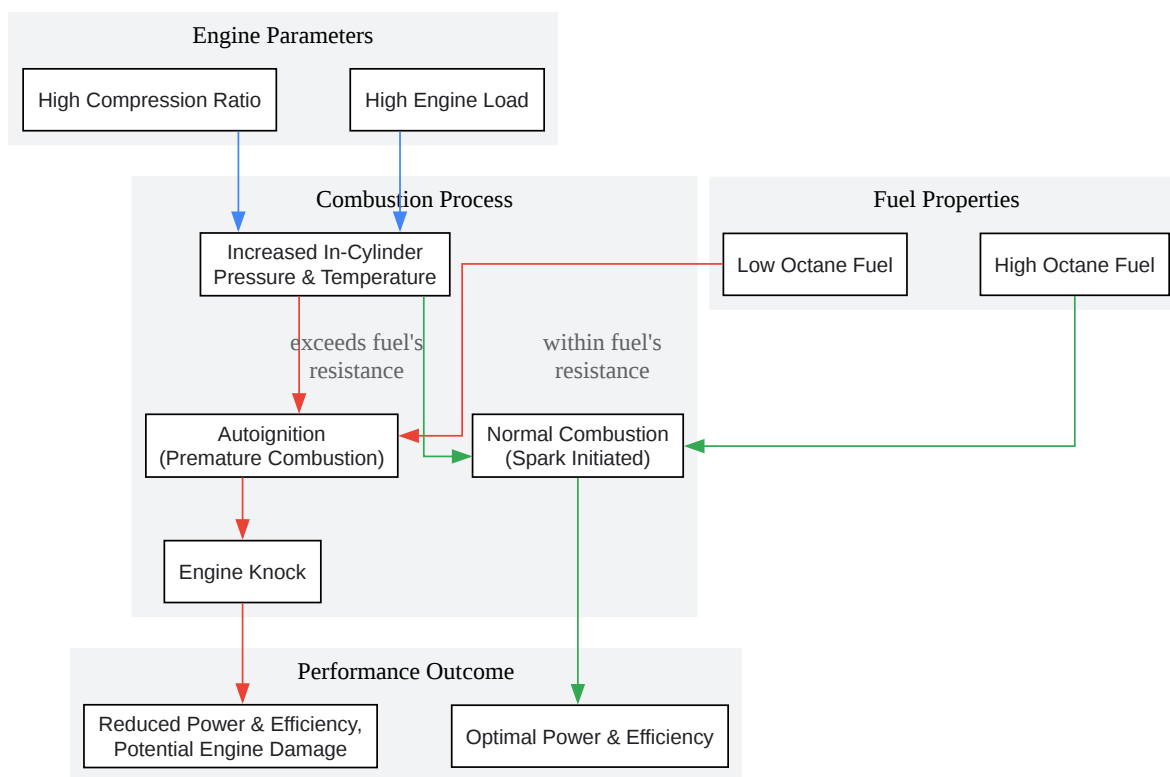 Engine Parameters
High Compression Ratio
High Engine Load
Combustion Process
Fuel Properties
Increased In-Cylinder
Pressure & Temperature
Low Octane Fuel
High Octane Fuel
exceeds fuel's
resistance
within fuel's
resistance
Autoignition
(Premature Combustion)
Normal Combustion
(Spark Initiated)
Engine Knock
Performance Outcome
Reduced Power & Efficiency,
Potential Engine Damage
Optimal Power & Efficiency